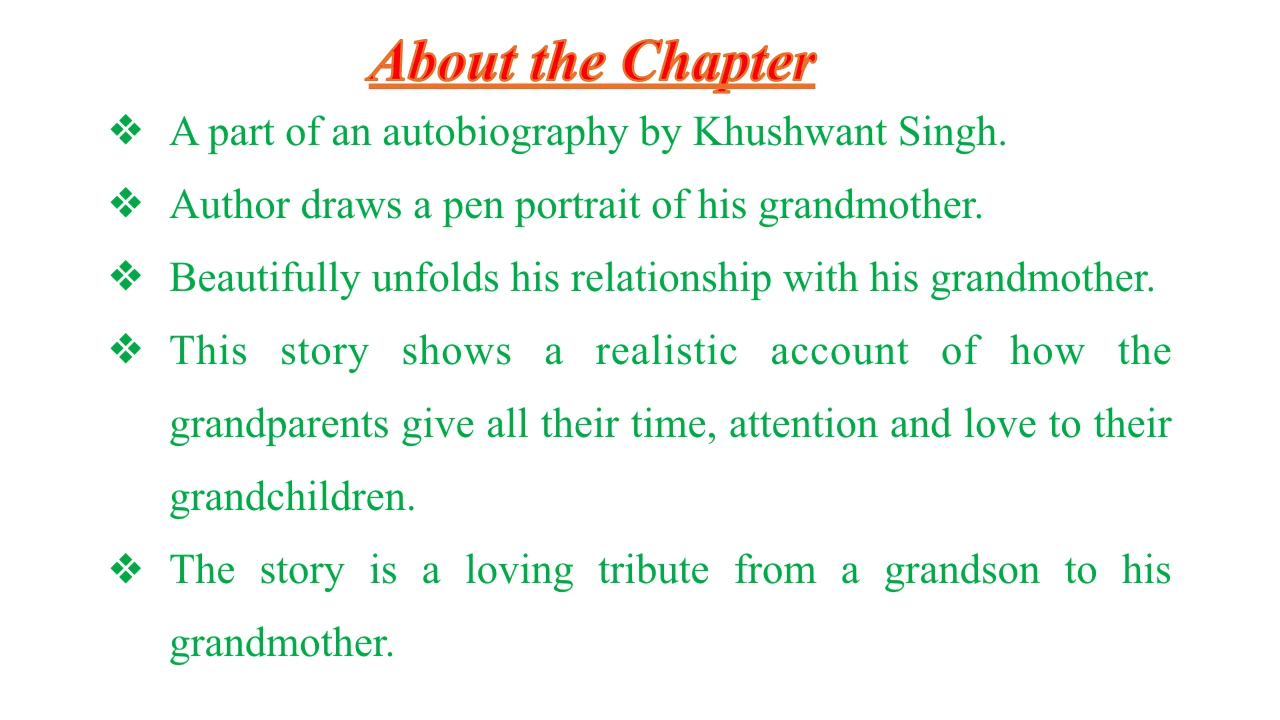 About the Chapter
❖ A part of an autobiography by Khushwant Singh.
❖ Author draws a pen portrait of his grandmother.
❖ Beautifully unfolds his relationship with his grandmother.
❖ This story shows a realistic account of how the
grandparents give all their time, attention and love to their
grandchildren.
❖ The story is a loving tribute from a grandson to his
grandmother.